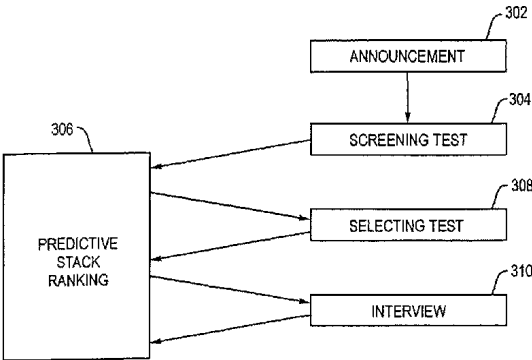 302
ANNOUNCEMENT
304
306
SCREENING TEST
308
PREDICTIVE
STACK
RANKING
SELECTING TEST
310
INTERVIEW